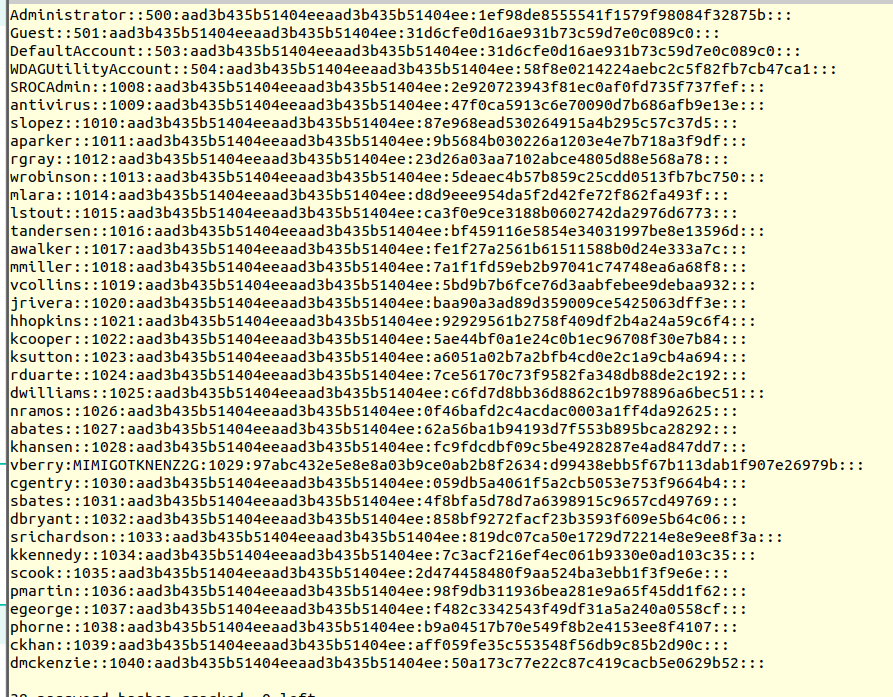 Administrator::500:aad3b435b51404eeaad3b435b51404ee:1ef98de8555541f1579f98084f32875b:::
Guest::501:aad3b435b51404eeaad3b435b51404ee:31d6cfe0d16ae931b73c59d7e0c089c0:::
DefaultAccount::503:aad3b435b51404eeaad3b435b51404ee:31d6cfe0d16ae931b73c59d7e0c089c0:::
WDAGUtilityAccount::504:aad3b435b51404eeaad3b435b51404ee:58f8e0214224aebc2c5f82fb7cb47ca1:::
SROCAdmin::1008:aad3b435b51404eeaad3b435b51404ee:2e920723943f81ec0af0fd735f737fef:::
antivirus::1009:aad3b435b51404eeaad3b435b51404ee:47f0ca5913c6e70090d7b686afb9e13e:::
slopez::1010:aad3b435b51404eeaad3b435b51404ee:87e968ead530264915a4b295c57c37d5:::
aparker::1011:aad3b435b51404eeaad3b435b51404ee:9b5684b030226a1203e4e7b718a3f9df:::
rgray::1012:aad3b435b51404eeaad3b435b51404ee:23d26a03aa7102abce4805d88e568a78:::
wrobinson::1013:aad3b435b51404eeaad3b435b51404ee:5deaec4b57b859c25cdd0513fb7bc750:::
mlara::1014:aad3b435b51404eeaad3b435b51404ee:d8d9eee954da5f2d42fe72f862fa493f:::
lstout::1015:aad3b435b51404eeaad3b435b51404ee:ca3f0e9ce3188b0602742da2976d6773:::
tandersen::1016:aad3b435b51404eeaad3b435b51404ee:bf459116e5854e34031997be8e13596d:::
awalker::1017:aad3b435b51404eeaad3b435b51404ee:fe1f27a2561b61511588b0d24e333a7c:::
mmiller::1018:aad3b435b51404eeaad3b435b51404ee:7a1f1fd59eb2b97041c74748ea6a68f8:::
vcollins::1019:aad3b435b51404eeaad3b435b51404ee:5bd9b7b6fce76d3aabfebee9debaa932:::
jrivera::1020:aad3b435b51404eeaad3b435b51404ee:baa90a3ad89d359009ce5425063dff3e:::
hhopkins::1021:aad3b435b51404eeaad3b435b51404ee:92929561b2758f409df2b4a24a59c6f4:::
kcooper::1022:aad3b435b51404eeaad3b435b51404ee:5ae44bf0a1e24c0b1ec96708f30e7b84:::
ksutton::1023:aad3b435b51404eeaad3b435b51404ee:a6051a02b7a2bfb4cd0e2c1a9cb4a694:::
rduarte::1024:aad3b435b51404eeaad3b435b51404ee:7ce56170c73f9582fa348db88de2c192:::
dwilliams::1025:aad3b435b51404eeaad3b435b51404ee:c6fd7d8bb36d8862c1b978896a6bec51:::
nramos::1026:aad3b435b51404eeaad3b435b51404ee:0f46bafd2c4acdac0003a1ff4da92625:::
abates::1027:aad3b435b51404eeaad3b435b51404ee:62a56ba1b94193d7f553b895bca28292:::
khansen::1028:aad3b435b51404eeaad3b435b51404ee:fc9fdcdbf09c5be4928287e4ad847dd7:::
vberry:MIMIGOTKNENZ2G:1029:97abc432e5e8e8a03b9ce0ab2b8f2634:d99438ebb5f67b113dab1f907e26979b:::
cgentry::1030:aad3b435b51404eeaad3b435b51404ee:059db5a4061f5a2cb5053e753f9664b4:::
sbates::1031:aad3b435b51404eeaad3b435b51404ee:4f8bfa5d78d7a6398915c9657cd49769:::
dbryant::1032:aad3b435b51404eeaad3b435b51404ee:858bf9272facf23b3593f609e5b64c06:::
srichardson::1033:aad3b435b51404eeaad3b435b51404ee:819dc07ca50e1729d72214e8e9ee8f3a:::
kkennedy::1034:aad3b435b51404eeaad3b435b51404ee:7c3acf216ef4ec061b9330e0ad103c35:::
scook::1035:aad3b435b51404eeaad3b435b51404ee:2d474458480f9aa524ba3ebb1f3f9e6e:::
pmartin::1036:aad3b435b51404eeaad3b435b51404ee:98f9db311936bea281e9a65f45dd1f62:::
egeorge::1037:aad3b435b51404eeaad3b435b51404ee:f482c3342543f49df31a5a240a0558cf:::
phorne::1038:aad3b435b51404eeaad3b435b51404ee:b9a04517b70e549f8b2e4153ee8f4107:::
ckhan::1039:aad3b435b51404eeaad3b435b51404ee:aff059fe35c553548f56db9c85b2d90c:::
dmckenzie::1040:aad3b435b51404eeaad3b435b51404ee:50a173c77e22c87c419cacb5e0629b52:::
password hashes cracked, 0 left